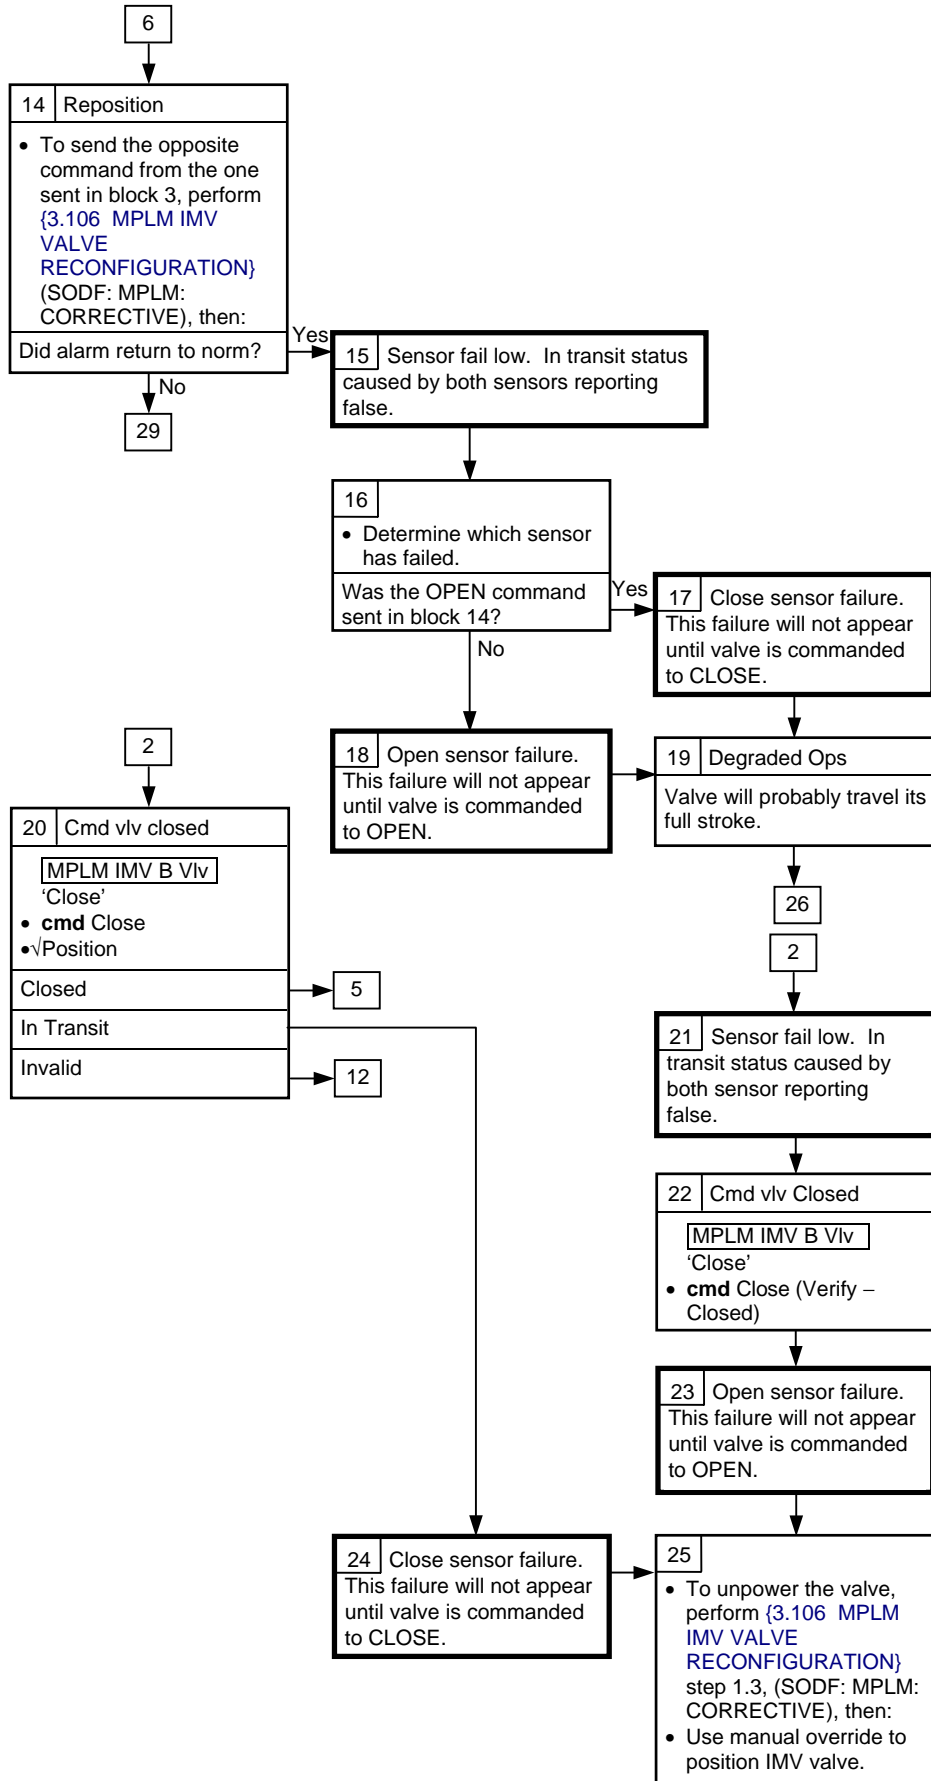 6
14 Reposition
• To send the opposite
command from the one
sent in block 3, perform
{3.106 MPLM IMV
VALVE
RECONFIGURATION}
(SODF: MPLM:
CORRECTIVE), then:
Did alarm return to norm?
Yes
No
29
15 Sensor fail low. In transit status
caused by both sensors reporting
false.
16
• Determine which sensor
has failed.
Was the OPEN command
sent in block 14?
Yes
No
17 Close sensor failure.
This failure will not appear
until valve is commanded
to CLOSE.
18 Open sensor failure.
This failure will not appear
until valve is commanded
to OPEN.
19 Degraded Ops
Valve will probably travel its
full stroke.
26
2
20 Cmd vlv closed
MPLM IMV B Vlv
‘Close’
• cmd Close
•√Position
Closed
5
In Transit
Invalid
12
2
21 Sensor fail low. In
transit status caused by
both sensor reporting
false.
22 Cmd vlv Closed
MPLM IMV B Vlv
‘Close’
• cmd Close (Verify –
Closed)
23 Open sensor failure.
This failure will not appear
until valve is commanded
to OPEN.
24 Close sensor failure.
This failure will not appear
until valve is commanded
to CLOSE.
25
• To unpower the valve,
perform {3.106 MPLM
IMV VALVE
RECONFIGURATION}
step 1.3, (SODF: MPLM:
CORRECTIVE), then:
• Use manual override to
position IMV valve.